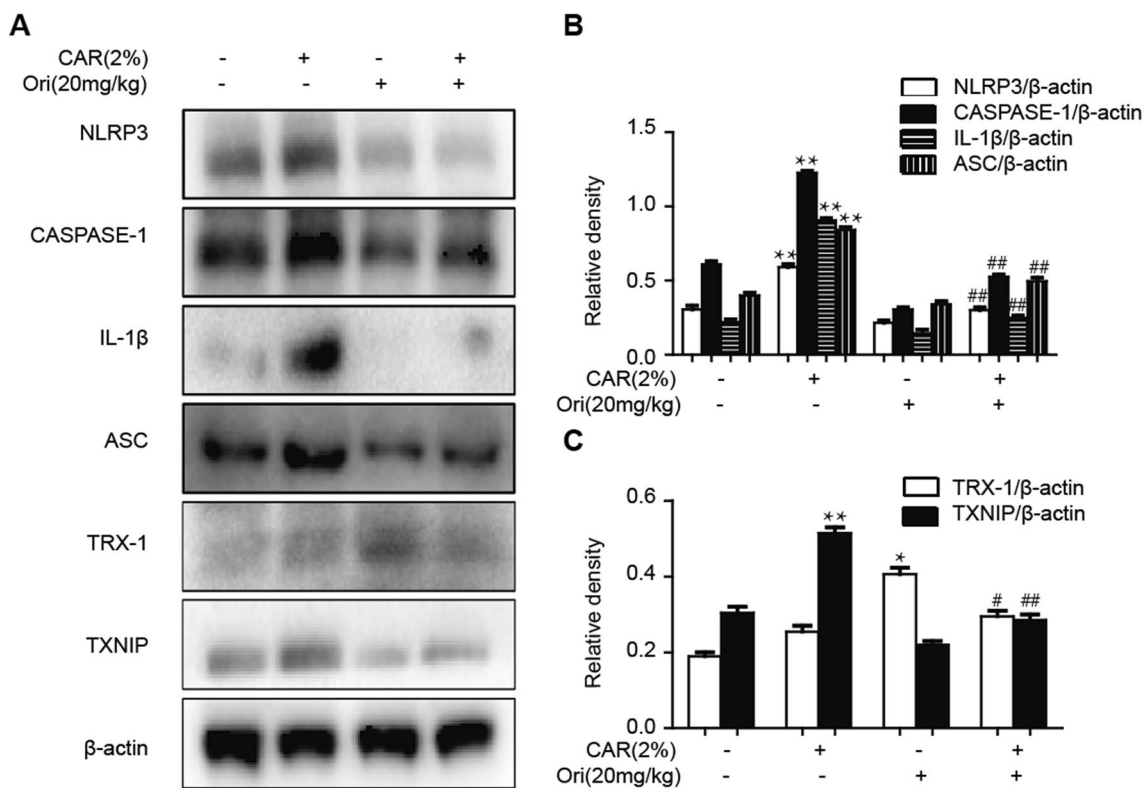 A
CAR(2%) - + - +
Ori(20mg/kg) - - + +
NLRP3
CASPASE-1
IL-1β
ASC
TRX-1
TXNIP
β-actin
B
NLRP3/β-actin
CASPASE-1/β-actin
IL-1β/β-actin
ASC/β-actin
Relative density
1.5
1.0
0.5
0.0
** ** ** **
## ## ## ##
CAR(2%) - + - +
Ori(20mg/kg) - - + +
C
TRX-1/β-actin
TXNIP/β-actin
Relative density
0.6
0.4
0.2
0.0
** * # ##
CAR(2%) - + - +
Ori(20mg/kg) - - + +